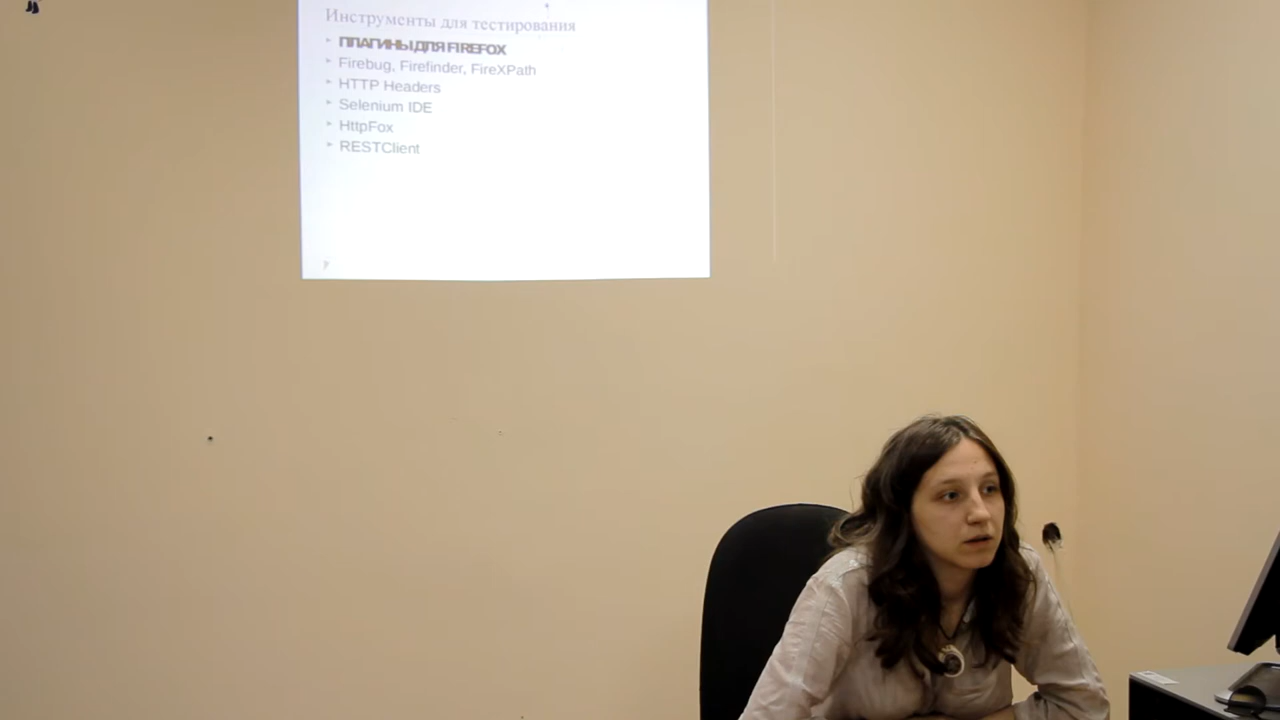 Инструменты для тестирования
ПЛАГИНЫ ДЛЯ FIREFOX
Firebug, Firefinder, FireXPath
HTTP Headers
Selenium IDE
HttpFox
RESTClient